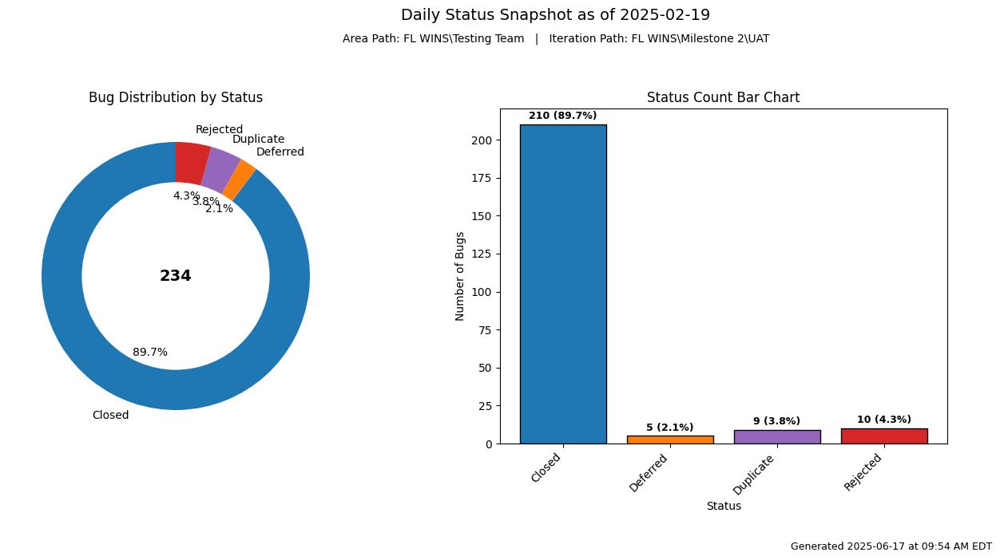 Daily Status Snapshot as of 2025-02-19
Area Path: FL WINS\Testing Team | Iteration Path: FL WINS\Milestone 2\UAT
Bug Distribution by Status
Rejected
Duplicate
Deferred
4.3%
3.8%
2.1%
234
89.7%
Closed
Status Count Bar Chart
210 (89.7%)
5 (2.1%)
9 (3.8%)
10 (4.3%)
Number of Bugs
200
175
150
125
100
75
50
25
0
Closed
Deferred
Duplicate
Rejected
Status
Generated 2025-06-17 at 09:54 AM EDT